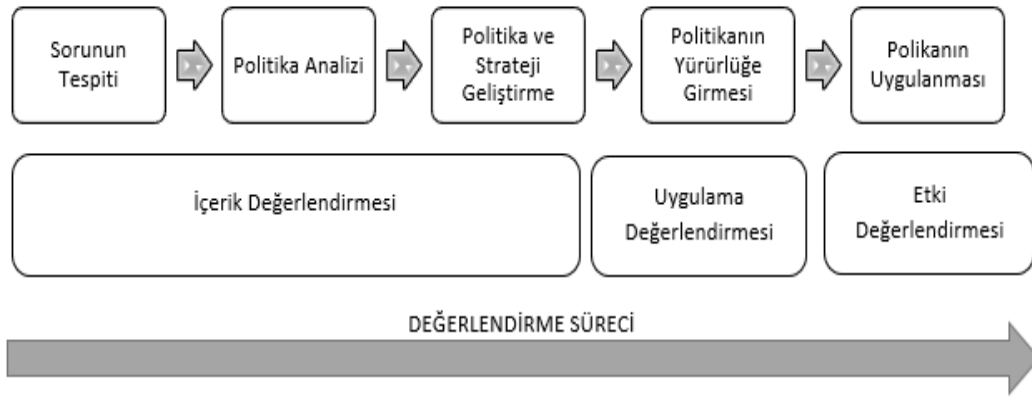 Sorunun
Tespiti
Politika Analizi
Politika ve
Strateji
Geliştirme
Politikanın
Yürürlüğe
Girmesi
Polikanın
Uygulanması
İçerik Değerlendirmesi
Uygulama
Değerlendirmesi
Etki
Değerlendirmesi
DEĞERLENDİRME SÜRECİ